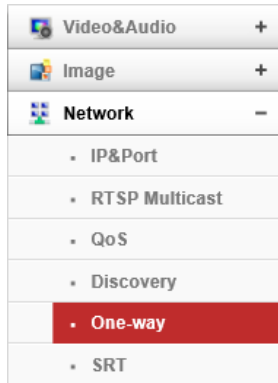 Video&Audio +
Image +
Network −
IP&Port
RTSP Multicast
QoS
Discovery
One-way
SRT